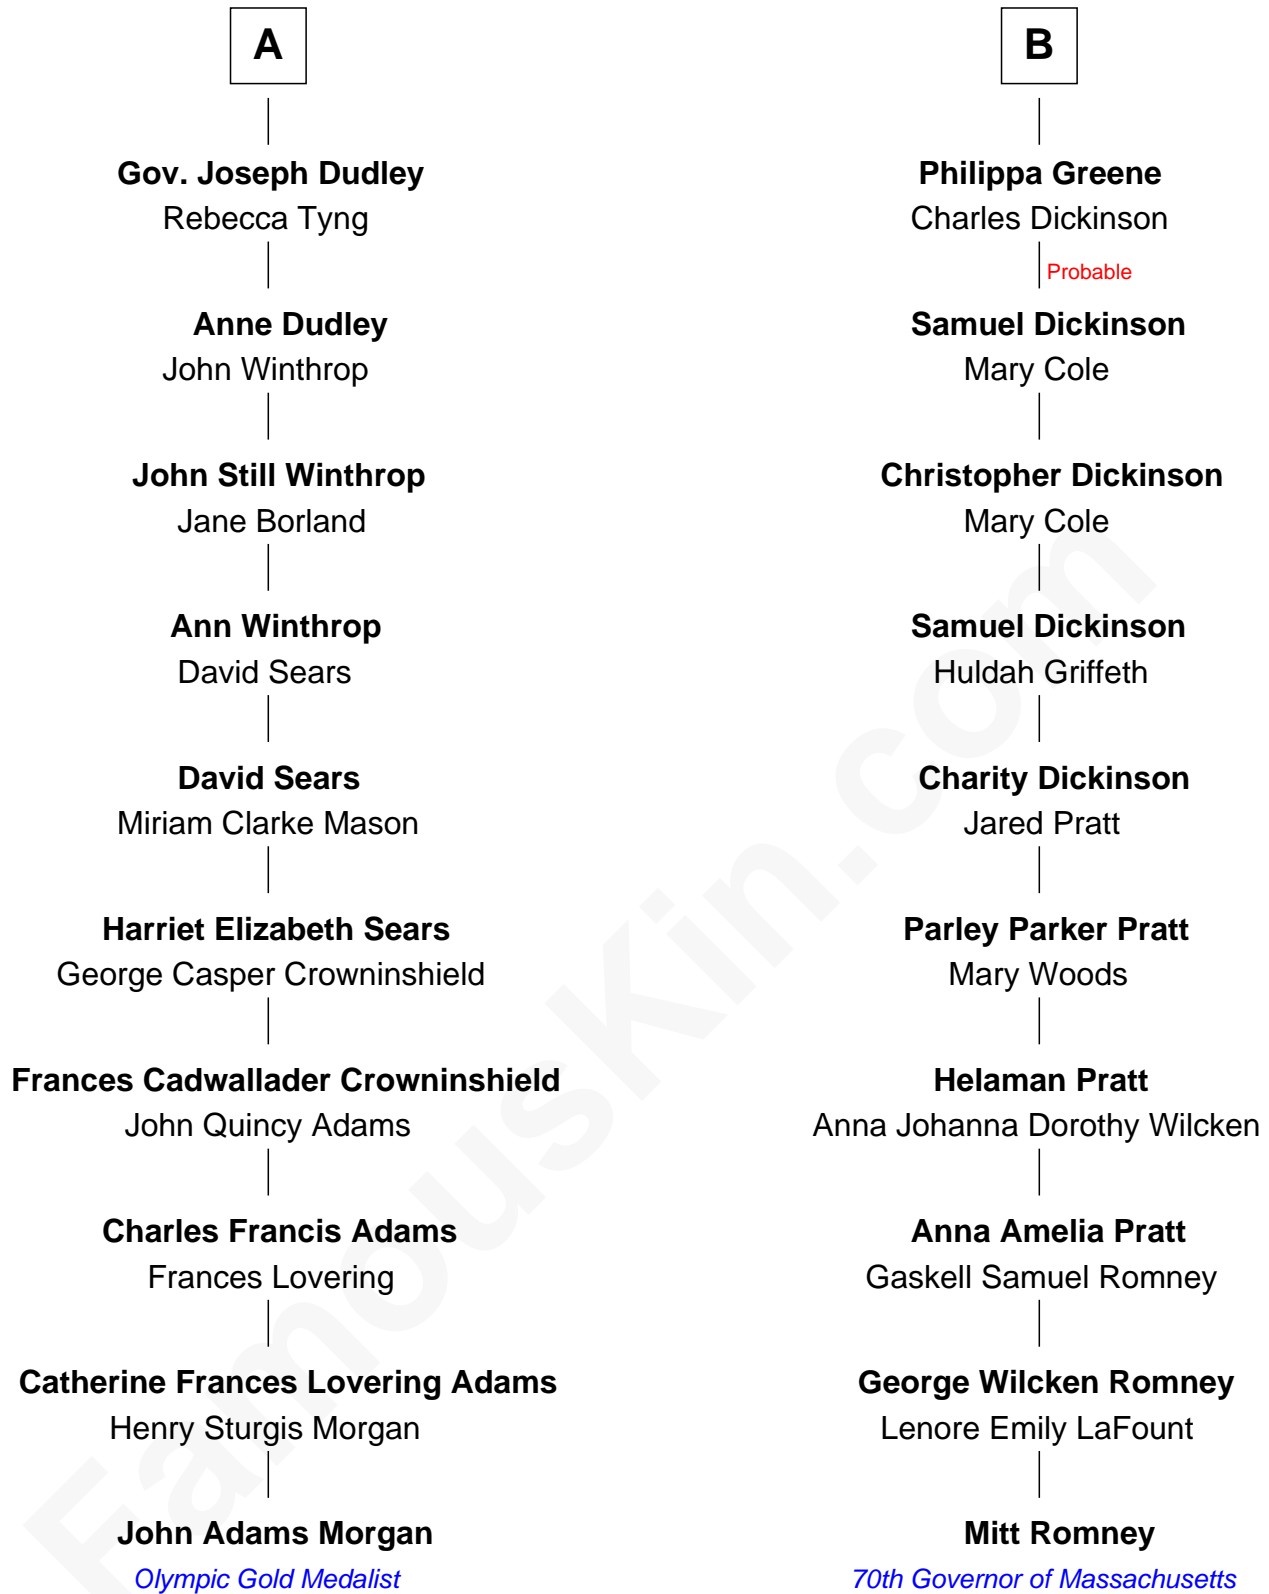 A
Gov. Joseph Dudley
Rebecca Tyng
Anne Dudley
John Winthrop
John Still Winthrop
Jane Borland
Ann Winthrop
David Sears
David Sears
Miriam Clarke Mason
Harriet Elizabeth Sears
George Casper Crowninshield
Frances Cadwallader Crowninshield
John Quincy Adams
Charles Francis Adams
Frances Lovering
Catherine Frances Lovering Adams
Henry Sturgis Morgan
John Adams Morgan
Olympic Gold Medalist
B
Philippa Greene
Charles Dickinson
Probable
Samuel Dickinson
Mary Cole
Christopher Dickinson
Mary Cole
Samuel Dickinson
Huldah Griffeth
Charity Dickinson
Jared Pratt
Parley Parker Pratt
Mary Woods
Helaman Pratt
Anna Johanna Dorothy Wilcken
Anna Amelia Pratt
Gaskell Samuel Romney
George Wilcken Romney
Lenore Emily LaFount
Mitt Romney
70th Governor of Massachusetts
FamousKin.com